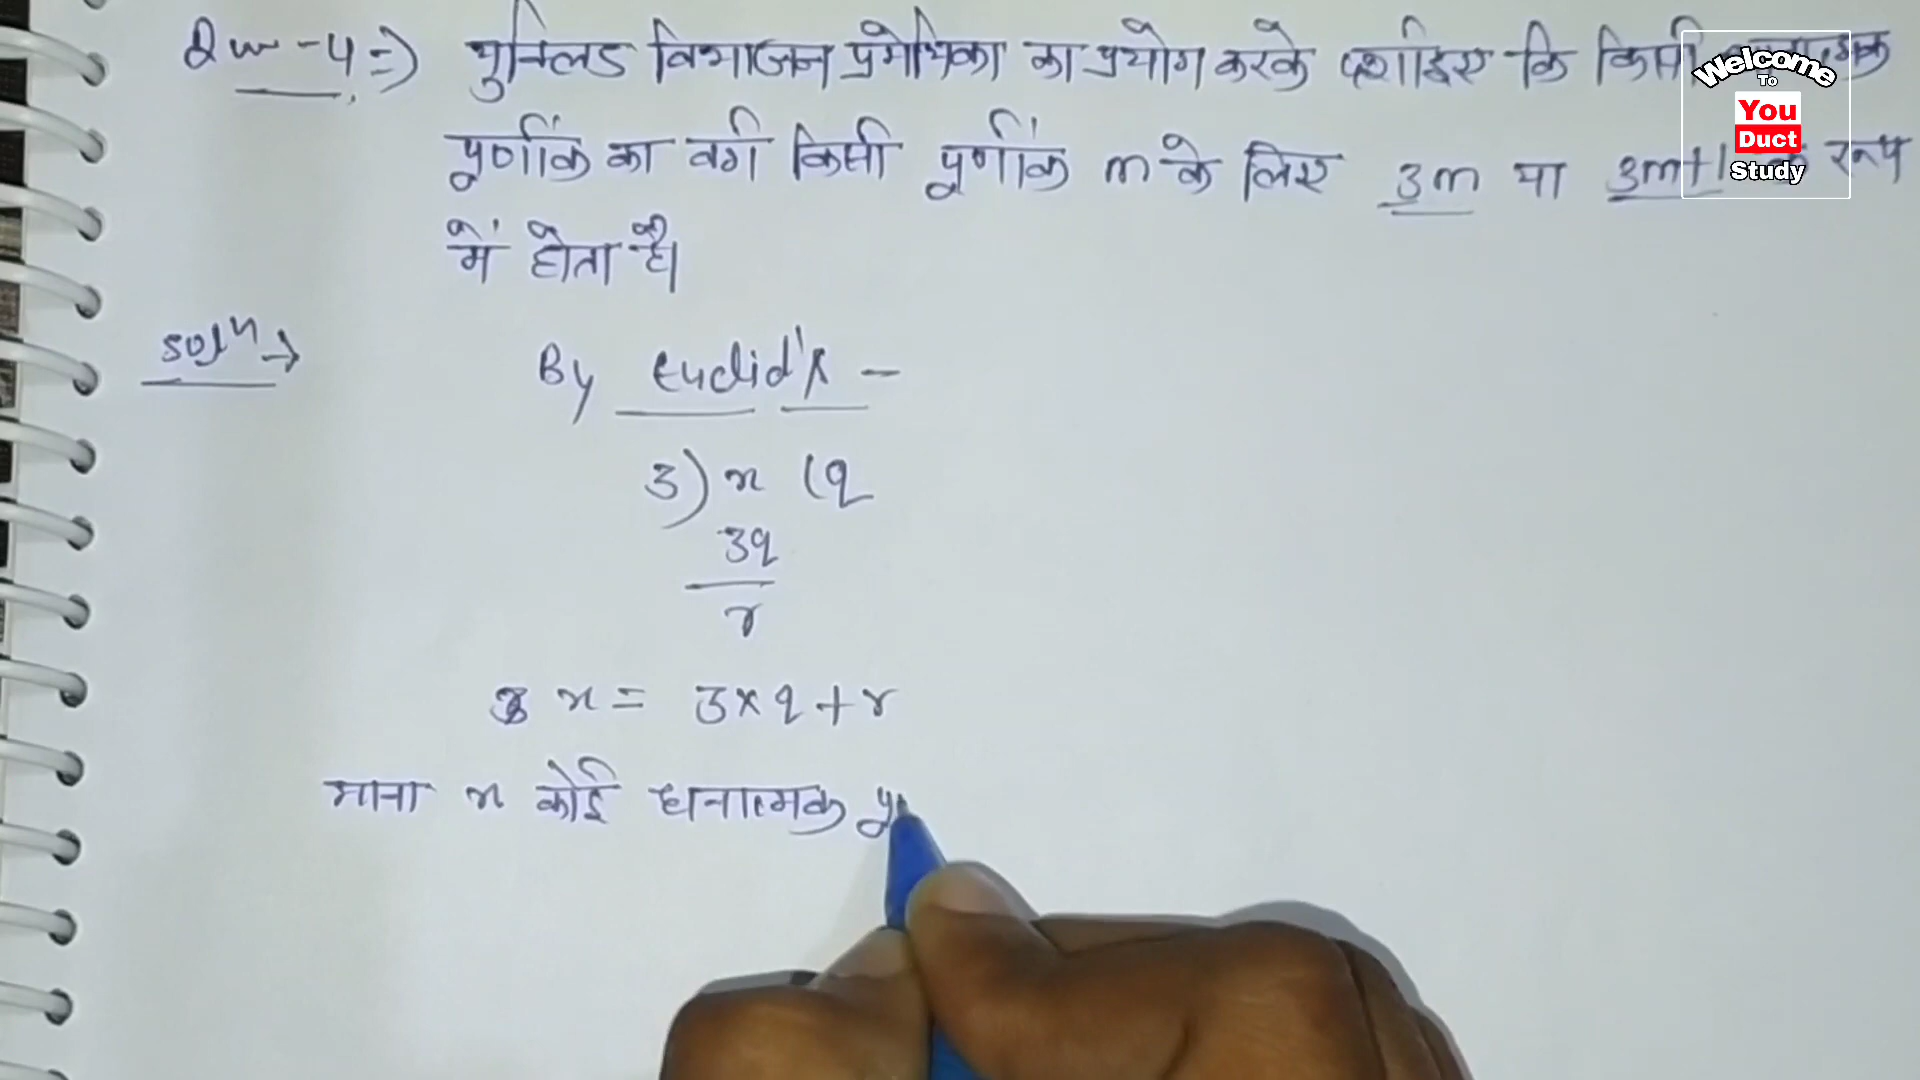 Qu-4 => युक्लिड विभाजन प्रमेयिका का प्रयोग करके दर्शाइए कि किसी
पूर्णांक का वर्ग किसी पूर्णांक m के लिए 3m या 3m+1 के रूप
में होता है।
Welcome
To
You
Duct
Study
Solⁿ →
By Euclid's -
3) x (q
3q
r
x = 3×q+r
माना x कोई धनात्मक पू